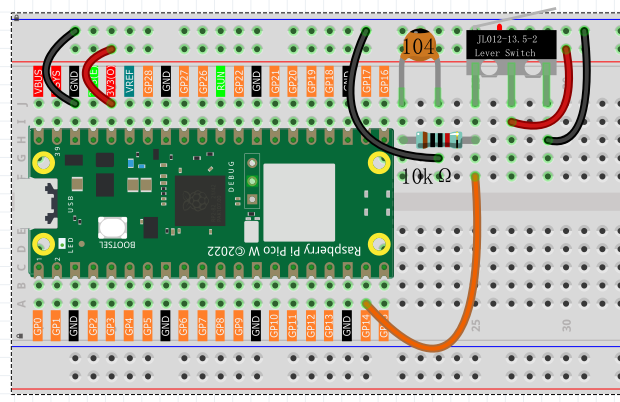 104
JL012-13.5-2
Lever Switch
VBUS
VSYS
GND
3V3
VREF
GP28
GND
GP27
GP26
RUN
GP22
GND
GP21
GP20
GP19
GP18
GND
GP17
GP16
J
I
H
G
F
39
DEBUG
USB
10k Ω
BOOTSEL
LED
Raspberry Pi Pico W ©2022
E
D
C
B
A
1
2
GP0
GP1
GND
GP2
GP3
GP4
GP5
GND
GP6
GP7
GP8
GP9
GND
GP10
GP11
GP12
GP13
GND
GP14
25
30